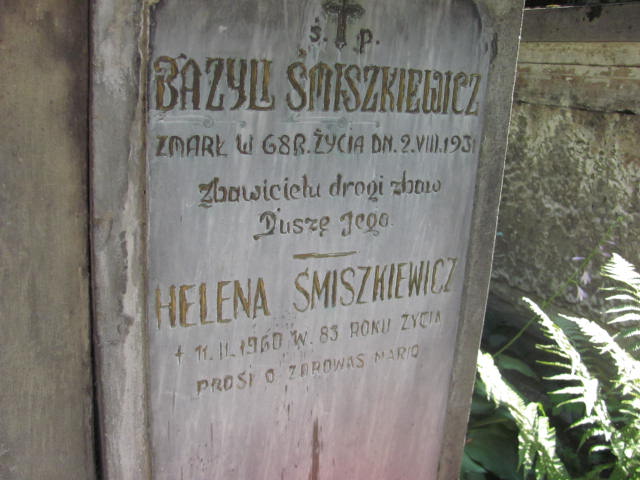 ś. p.
BAZYLI ŚMISZKIEWICZ
ZMARŁ W 68 R. ŻYCIA DN. 2.VIII.1931
Zbawicielu drogi zbaw
Duszę Jego.
HELENA ŚMISZKIEWICZ
+ 11.II.1960 W. 83 ROKU ŻYCIA
PROSI O ZDROWAŚ MARIO